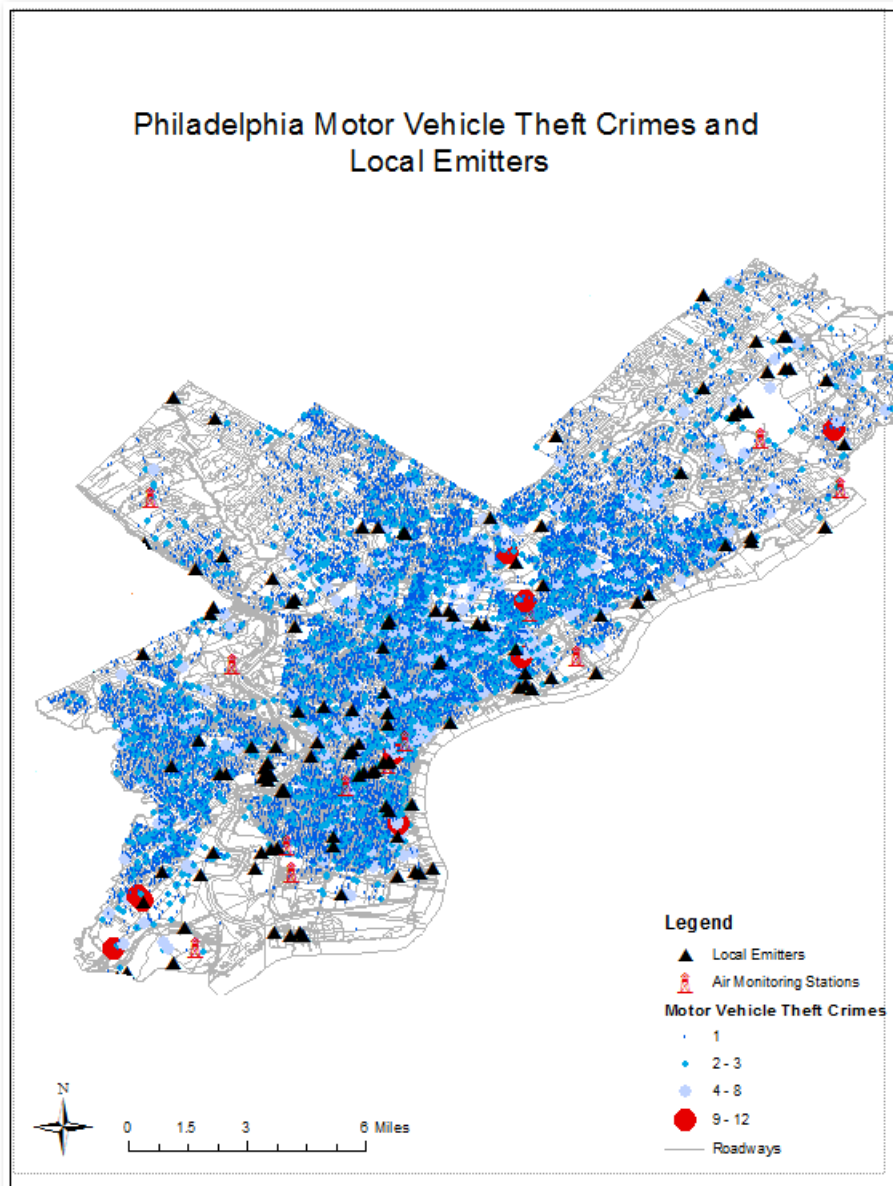 Philadelphia Motor Vehicle Theft Crimes and
Local Emitters
Legend
Local Emitters
Air Monitoring Stations
Motor Vehicle Theft Crimes
1
2 - 3
4 - 8
9 - 12
Roadways
N
0 1.5 3 6 Miles